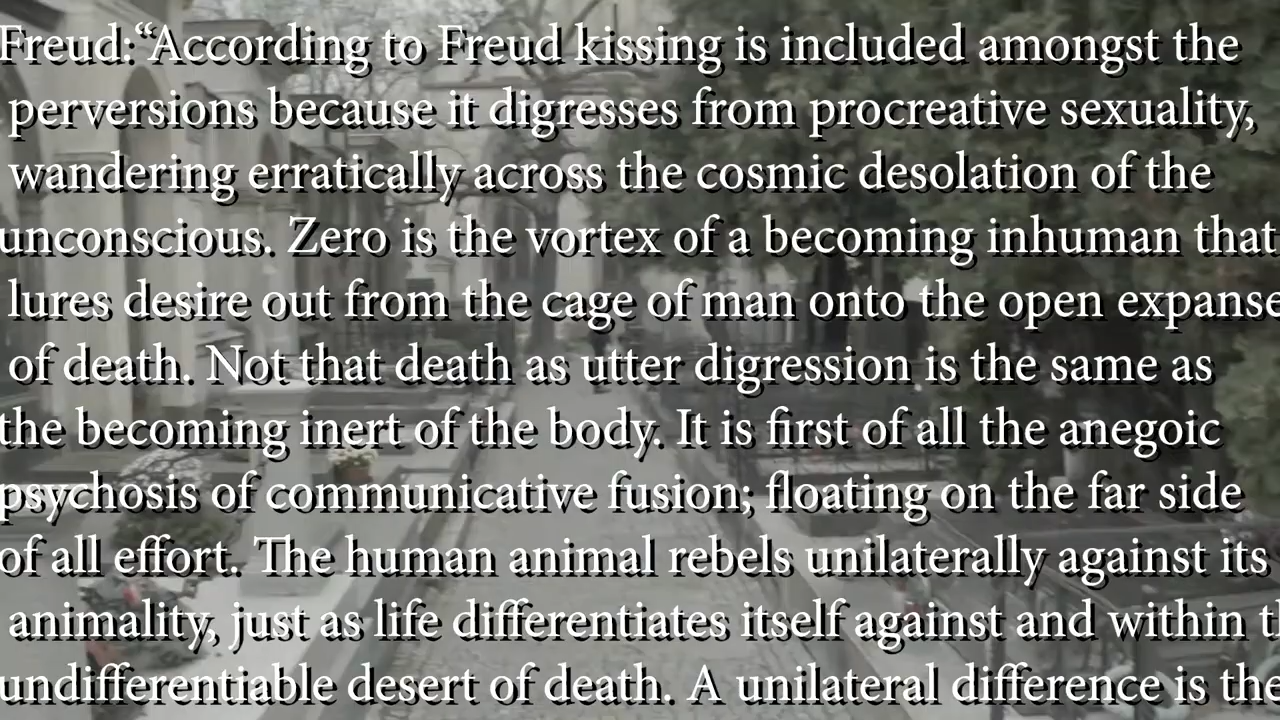 Freud:“According to Freud kissing is included amongst the
perversions because it digresses from procreative sexuality,
wandering erratically across the cosmic desolation of the
unconscious. Zero is the vortex of a becoming inhuman that
lures desire out from the cage of man onto the open expanse
of death. Not that death as utter digression is the same as
the becoming inert of the body. It is first of all the anegoic
psychosis of communicative fusion; floating on the far side
of all effort. The human animal rebels unilaterally against its
animality, just as life differentiates itself against and within
undifferentiable desert of death. A unilateral difference is the